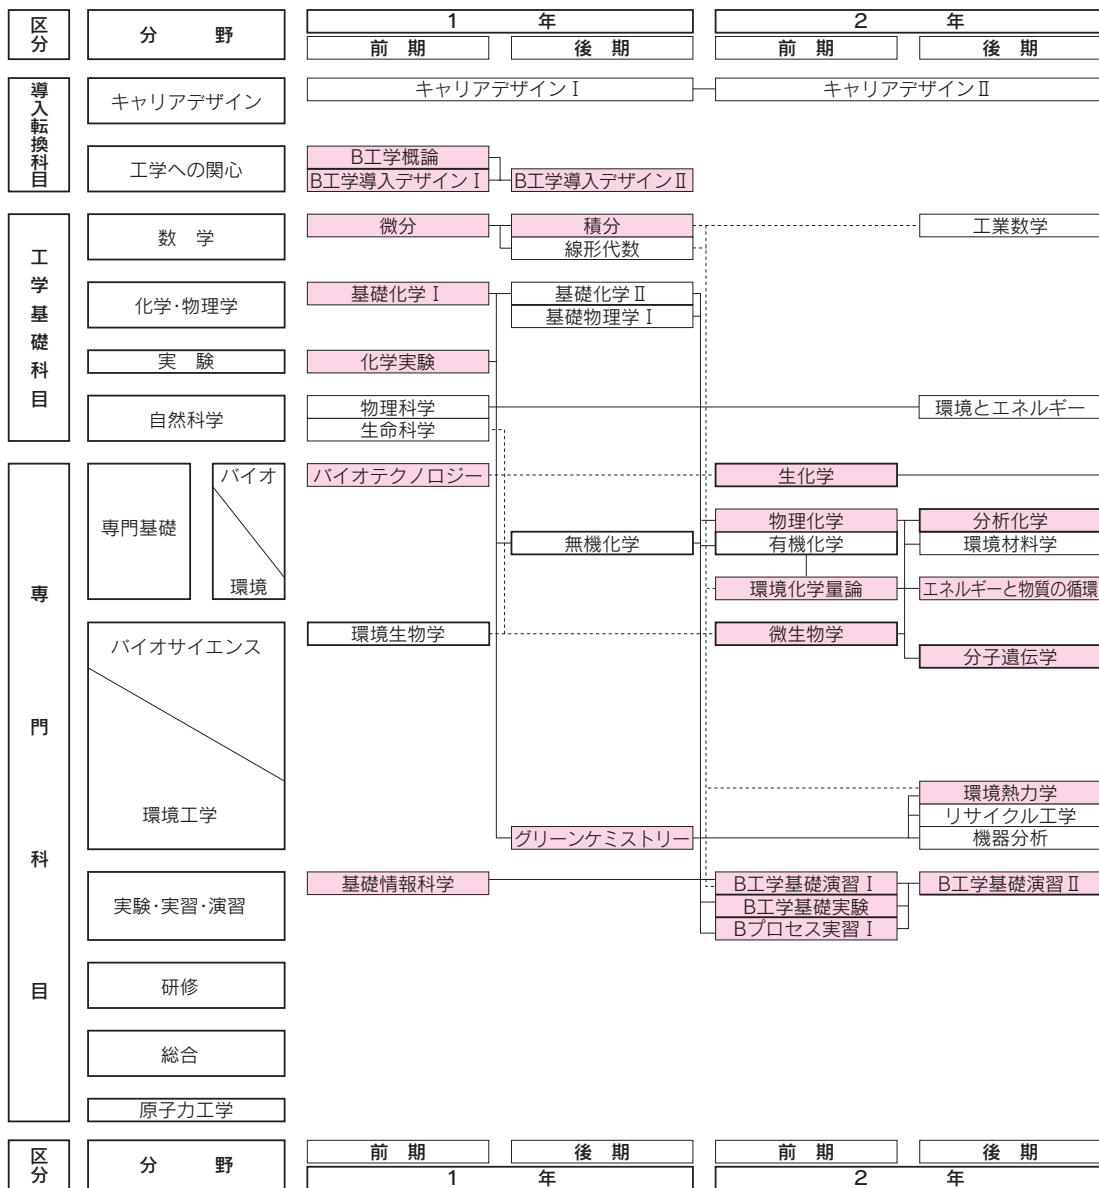 区分 分　野 1　年 2　年
前　期 後　期 前　期 後　期
導入転換科目
キャリアデザイン キャリアデザインⅠ キャリアデザインⅡ
工学への関心 B工学概論
B工学導入デザインⅠ B工学導入デザインⅡ
工学基礎科目
数　学 微分 積分 工業数学
線形代数
化学・物理学 基礎化学Ⅰ 基礎化学Ⅱ
基礎物理学Ⅰ
実　験 化学実験
自然科学 物理科学 環境とエネルギー
生命科学
専門科目
専門基礎 バイオ バイオテクノロジー 生化学
物理化学 分析化学
無機化学 有機化学 環境材料学
環境 環境化学量論 エネルギーと物質の循環
バイオサイエンス 環境生物学 微生物学
分子遺伝学
環境熱力学
環境工学 リサイクル工学
グリーンケミストリー 機器分析
実験・実習・演習 基礎情報科学 B工学基礎演習Ⅰ B工学基礎演習Ⅱ
B工学基礎実験
Bプロセス実習Ⅰ
研修
総合
原子力工学
区分 分　野 前　期 後　期 前　期 後　期
1　年 2　年